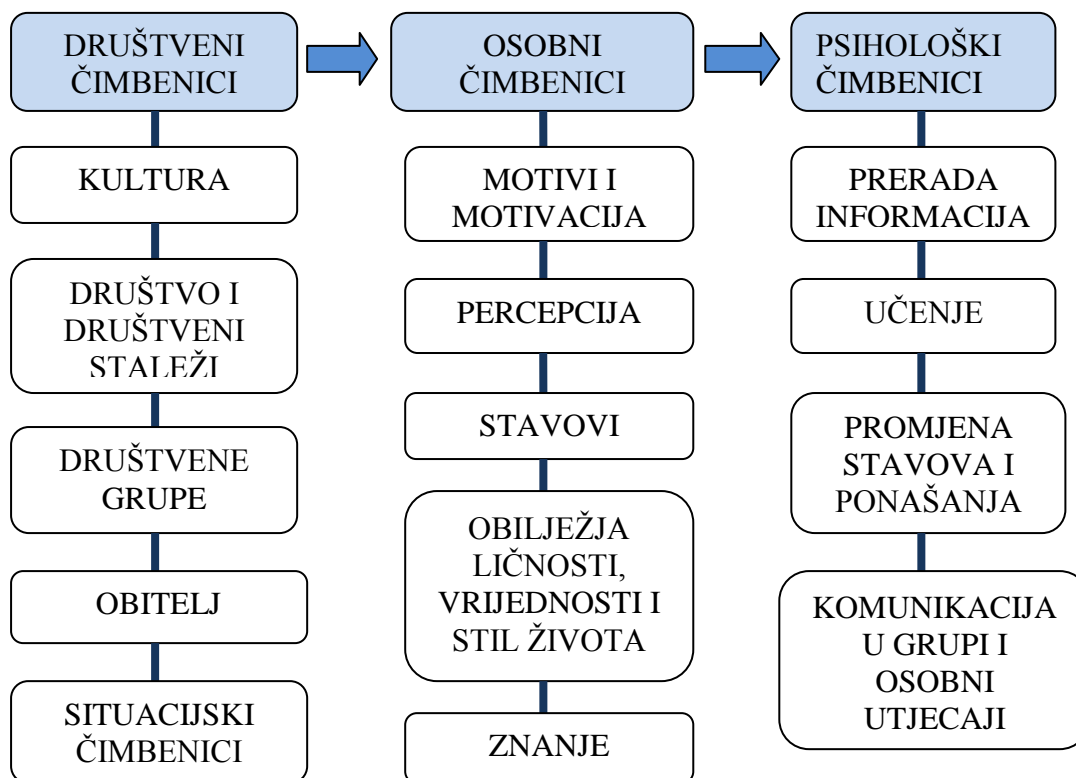 DRUŠTVENI
ČIMBENICI
KULTURA
DRUŠTVO I
DRUŠTVENI
STALEŽI
DRUŠTVENE
GRUPE
OBITELJ
SITUACIJSKI
ČIMBENICI
OSOBNI
ČIMBENICI
MOTIVI I
MOTIVACIJA
PERCEPCIJA
STAVOVI
OBILJEŽJA
LIČNOSTI,
VRIJEDNOSTI I
STIL ŽIVOTA
ZNANJE
PSIHOLOŠKI
ČIMBENICI
PRERADA
INFORMACIJA
UČENJE
PROMJENA
STAVOVA I
PONAŠANJA
KOMUNIKACIJA
U GRUPI I
OSOBNI
UTJECAJI